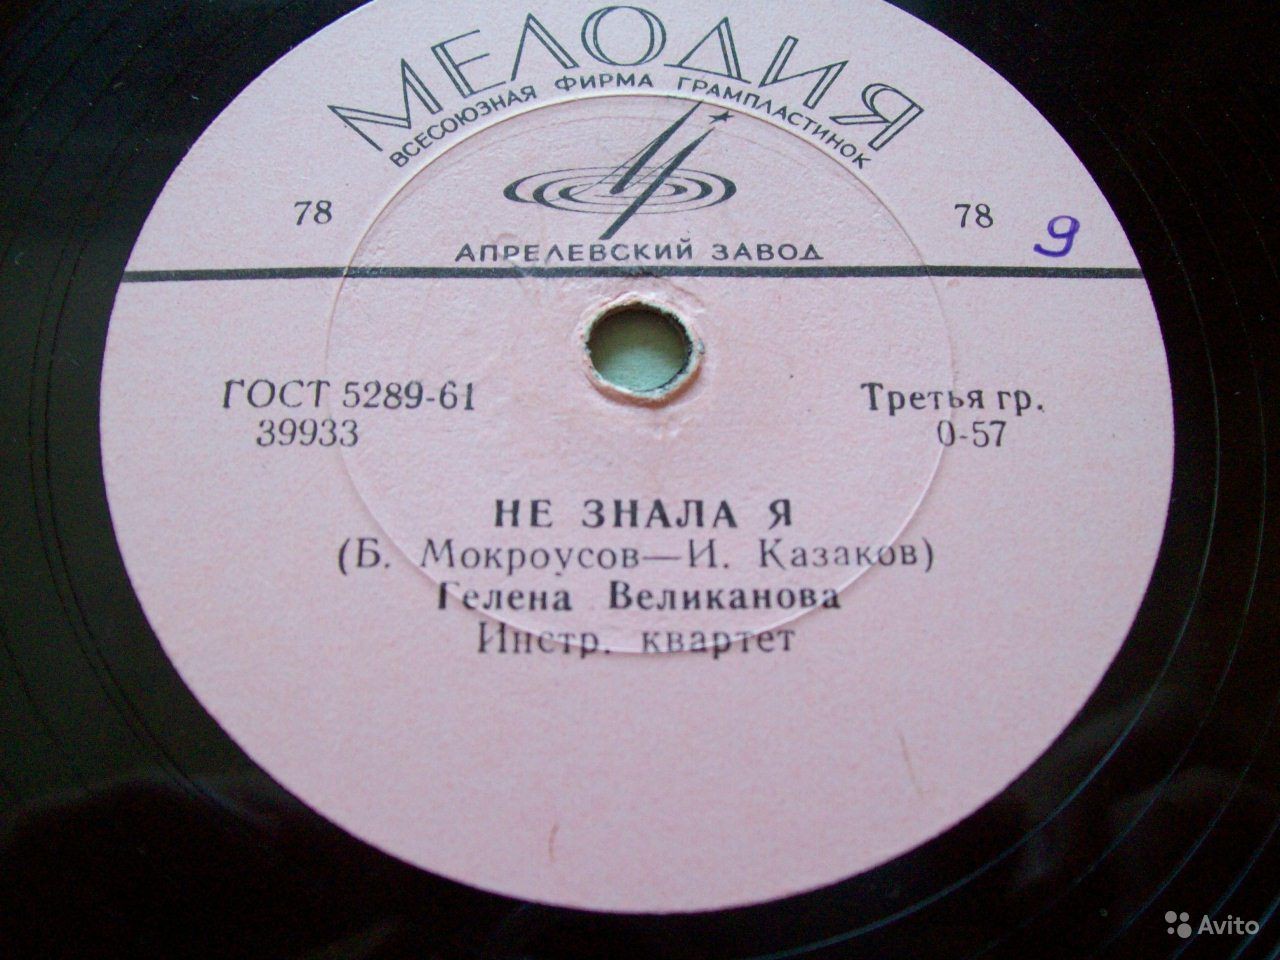 МЕЛОДИЯ
ВСЕСОЮЗНАЯ ФИРМА ГРАМПЛАСТИНОК
78 78 9
АПРЕЛЕВСКИЙ ЗАВОД
ГОСТ 5289-61 Третья гр.
39933 0-57
НЕ ЗНАЛА Я
(Б. Мокроусов—И. Казаков)
Гелена Великанова
Инстр. квартет
Avito